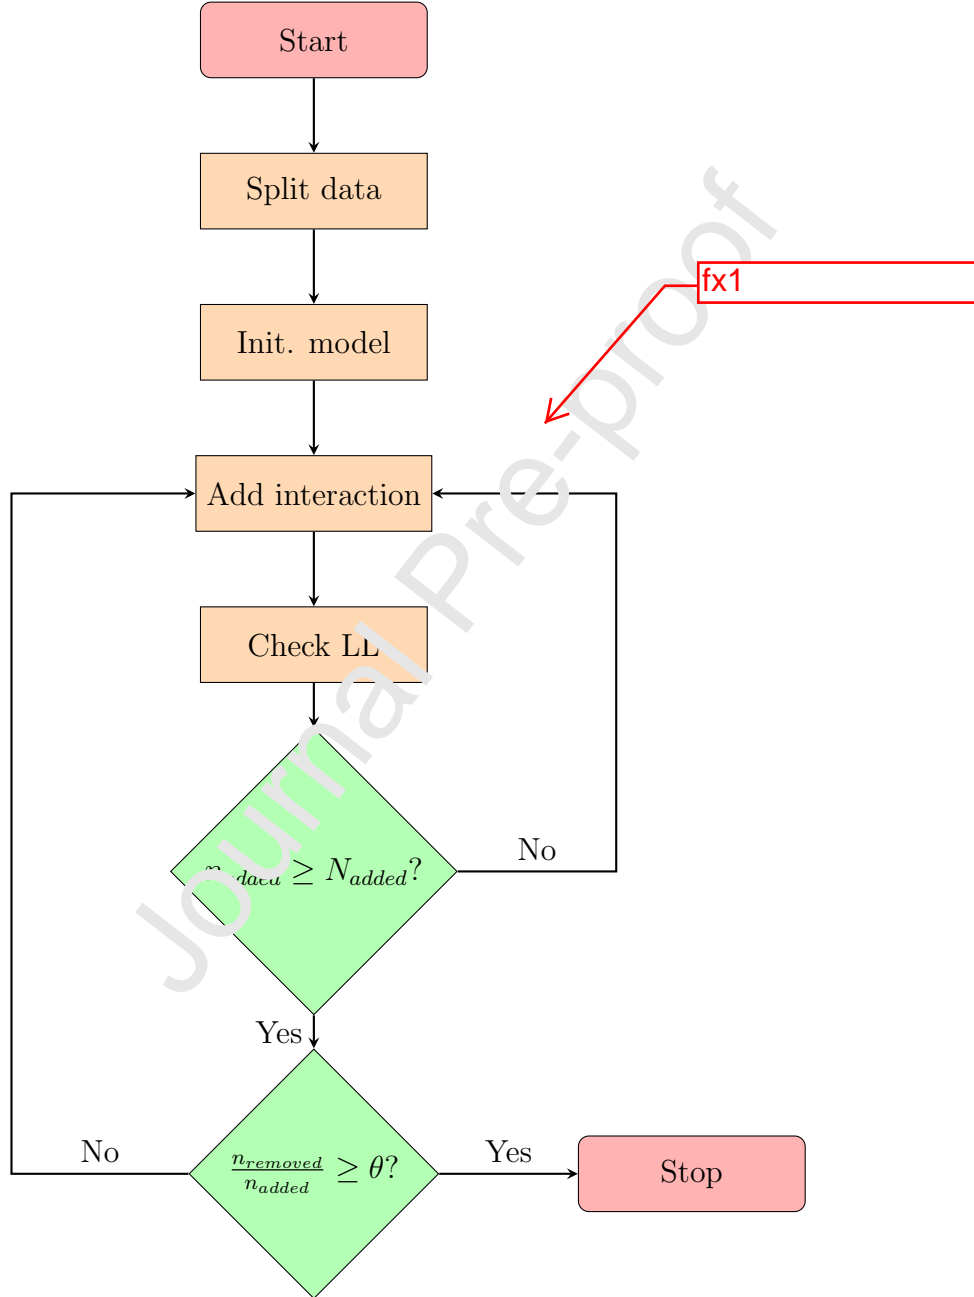 Start
Split data
fx1
Init. model
Add interaction
Check LL
n_added ≥ N_added?
No
Yes
n_removed/n_added ≥ θ?
No
Yes
Stop
Journal Pre-proof